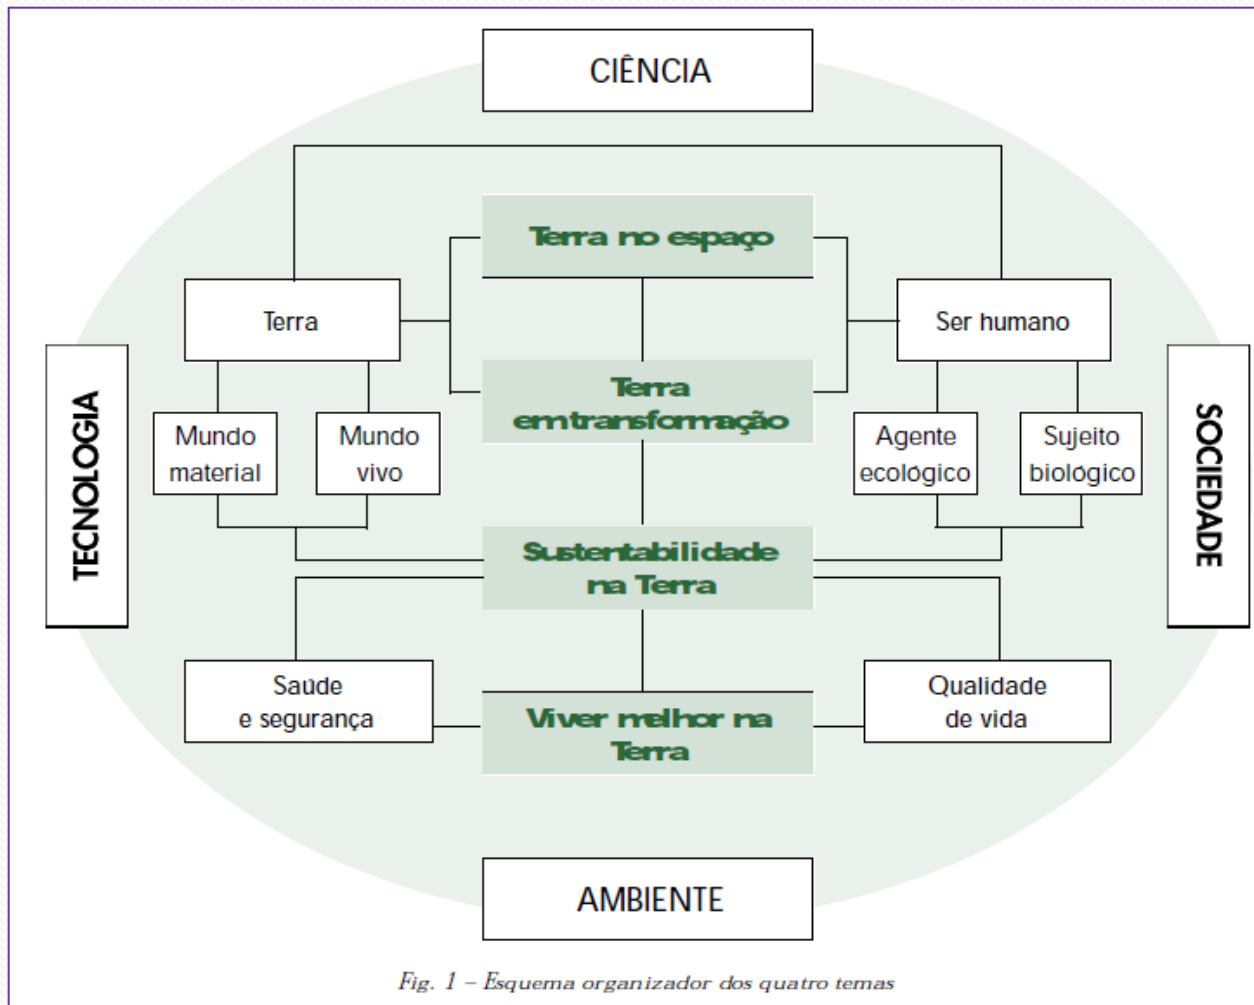 CIÊNCIA
Terra no espaço
Terra
Ser humano
TECNOLOGIA
SOCIEDADE
Terra
em transformação
Mundo
material
Mundo
vivo
Agente
ecológico
Sujeito
biológico
Sustentabilidade
na Terra
Saúde
e segurança
Viver melhor na
Terra
Qualidade
de vida
AMBIENTE
Fig. 1 – Esquema organizador dos quatro temas